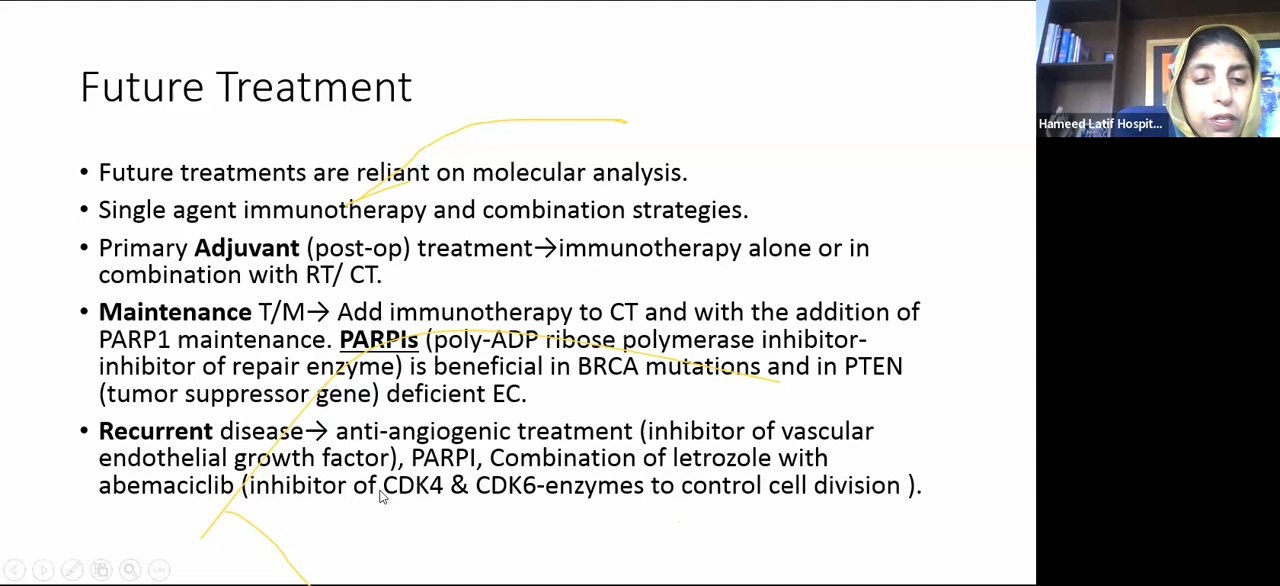 Future Treatment
• Future treatments are reliant on molecular analysis.
• Single agent immunotherapy and combination strategies.
• Primary Adjuvant (post-op) treatment→immunotherapy alone or in
combination with RT/ CT.
• Maintenance T/M→ Add immunotherapy to CT and with the addition of
PARP1 maintenance. PARPIs (poly-ADP ribose polymerase inhibitor-
inhibitor of repair enzyme) is beneficial in BRCA mutations and in PTEN
(tumor suppressor gene) deficient EC.
• Recurrent disease→ anti-angiogenic treatment (inhibitor of vascular
endothelial growth factor), PARPI, Combination of letrozole with
abemaciclib (inhibitor of CDK4 & CDK6-enzymes to control cell division ).
Hameed Latif Hospit...